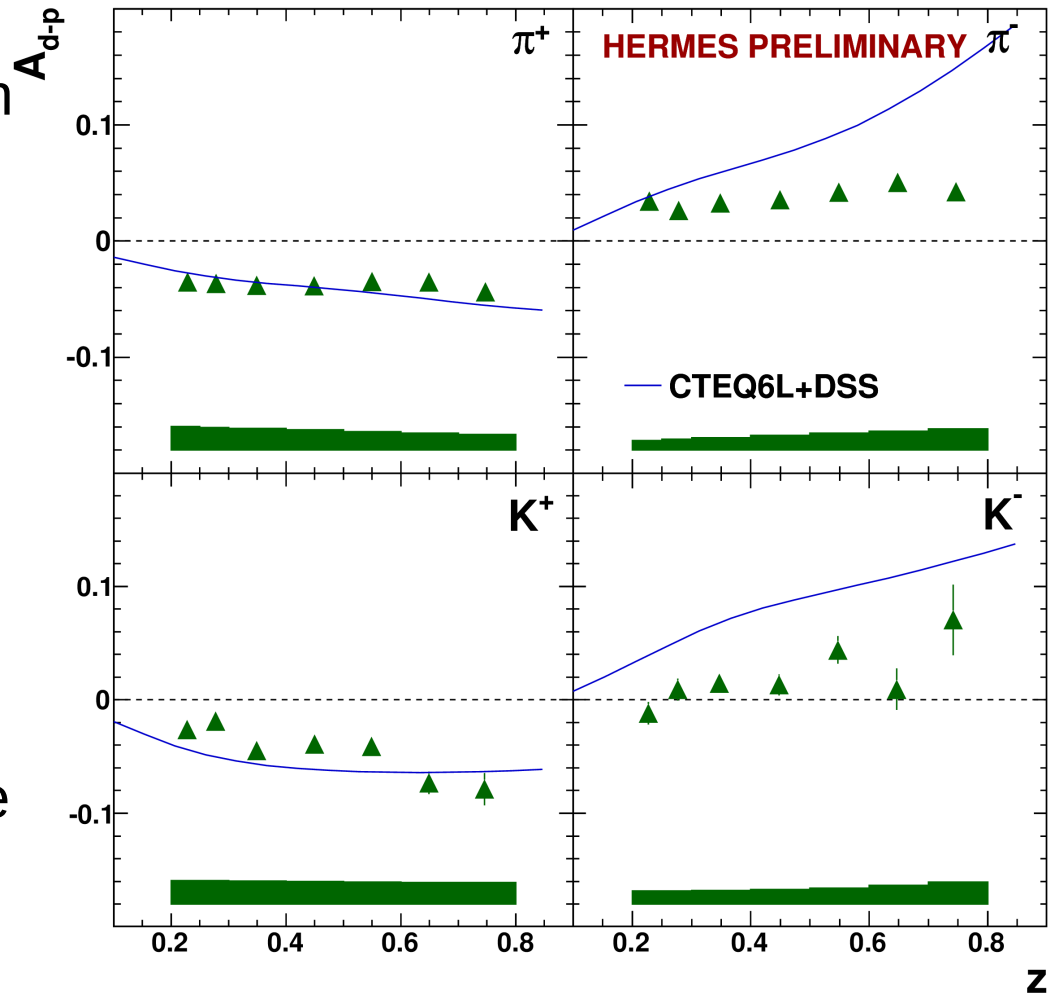 A_{d-p}
n
π⁺
HERMES PRELIMINARY π⁻
0.1
0
-0.1
CTEQ6L+DSS
K⁺
K⁻
0.1
0
-0.1
e
0.2 0.4 0.6 0.8 0.2 0.4 0.6 0.8
z